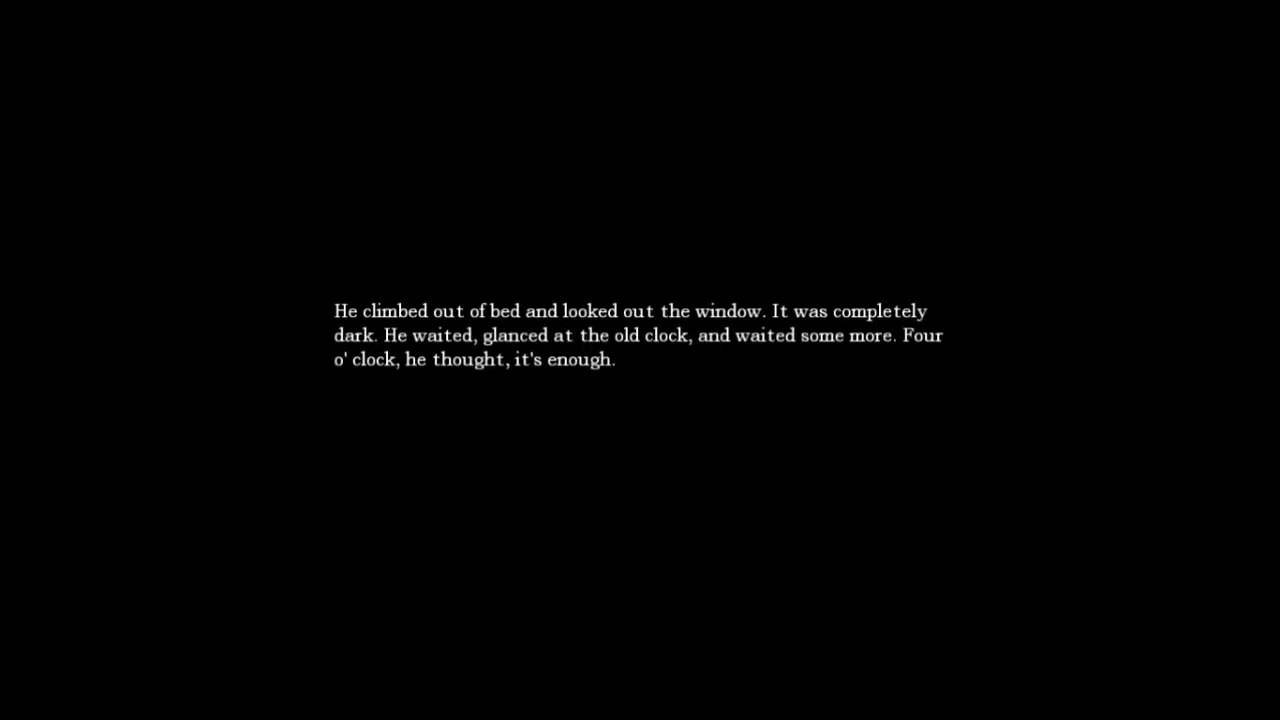 He climbed out of bed and looked out the window. It was completely
dark. He waited, glanced at the old clock, and waited some more. Four
o' clock, he thought, it's enough.